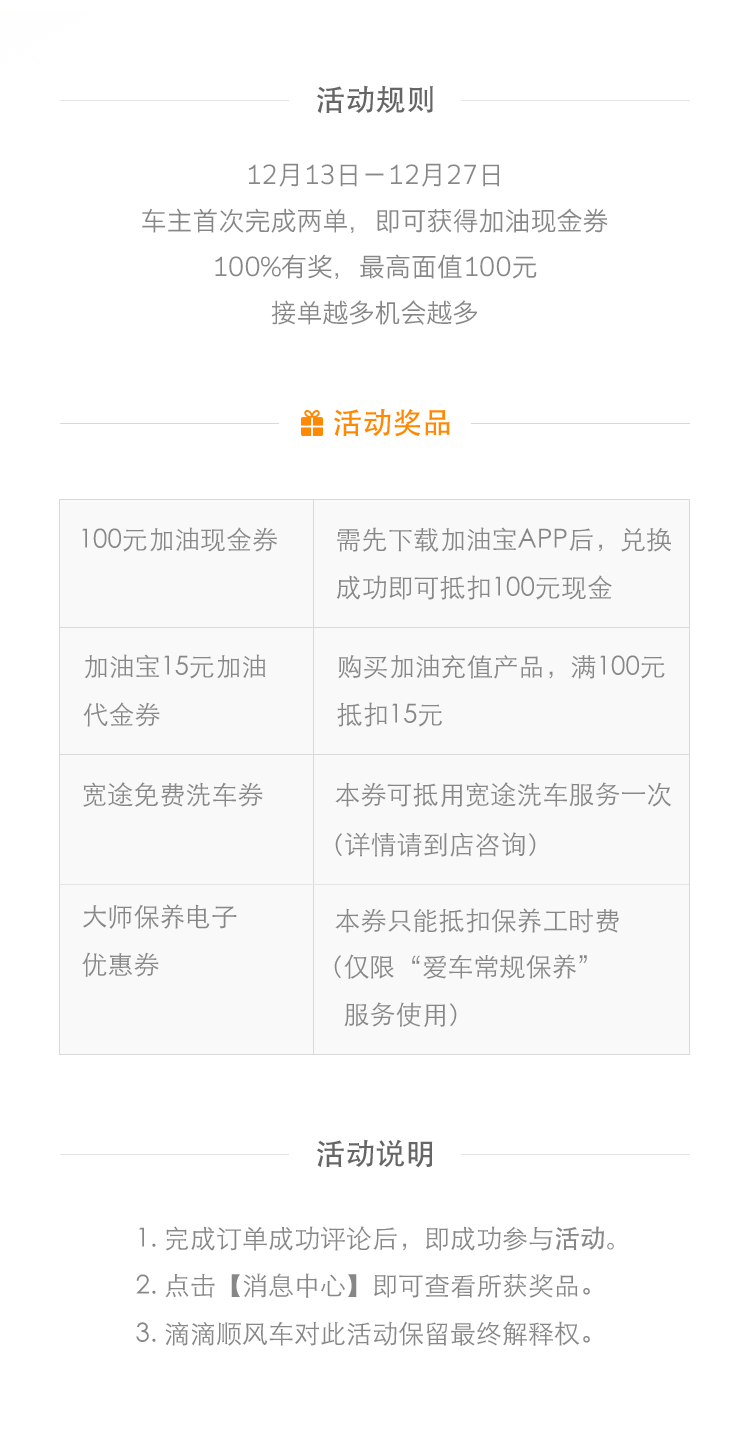 活动规则
12月13日－12月27日
车主首次完成两单，即可获得加油现金券
100%有奖，最高面值100元
接单越多机会越多
活动奖品
100元加油现金券
需先下载加油宝APP后，兑换
成功即可抵扣100元现金
加油宝15元加油
代金券
购买加油充值产品，满100元
抵扣15元
宽途免费洗车券
本券可抵用宽途洗车服务一次
（详情请到店咨询）
大师保养电子
优惠券
本券只能抵扣保养工时费
（仅限“爱车常规保养”
服务使用）
活动说明
1. 完成订单成功评论后，即成功参与活动。
2. 点击【消息中心】即可查看所获奖品。
3. 滴滴顺风车对此活动保留最终解释权。